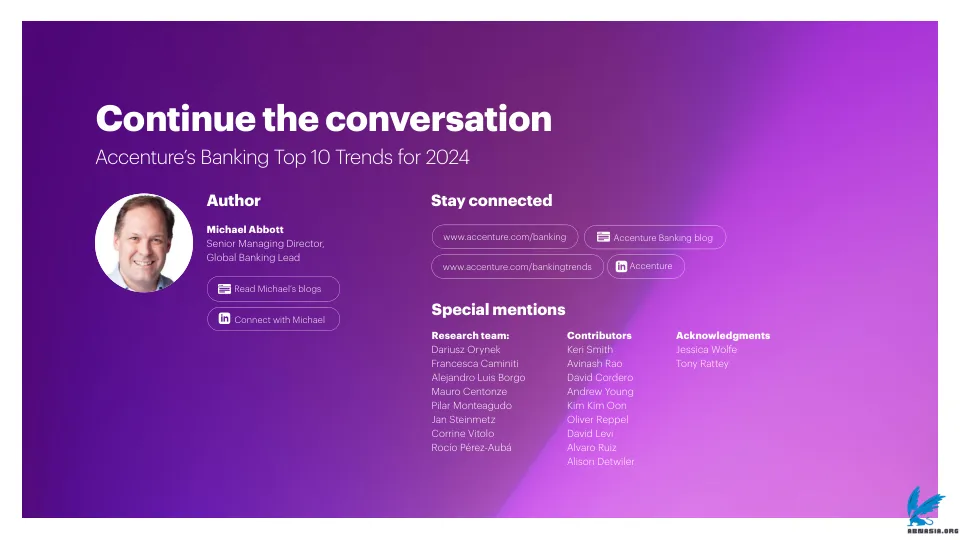 Continue the conversation
Accenture's Banking Top 10 Trends for 2024
Author
Michael Abbott
Senior Managing Director,
Global Banking Lead
Read Michael's blogs
Connect with Michael
Stay connected
www.accenture.com/banking
Accenture Banking blog
www.accenture.com/bankingtrends
in Accenture
Special mentions
Research team:
Dariusz Orynek
Francesca Caminiti
Alejandro Luis Borgo
Mauro Centonze
Pilar Monteagudo
Jan Steinmetz
Corrine Vitolo
Rocío Pérez-Aubá
Contributors
Keri Smith
Avinash Rao
David Cordero
Andrew Young
Kim Kim Oon
Oliver Reppel
David Levi
Alvaro Ruiz
Alison Detwiler
Acknowledgments
Jessica Wolfe
Tony Rattey
ARMASIA.ORG